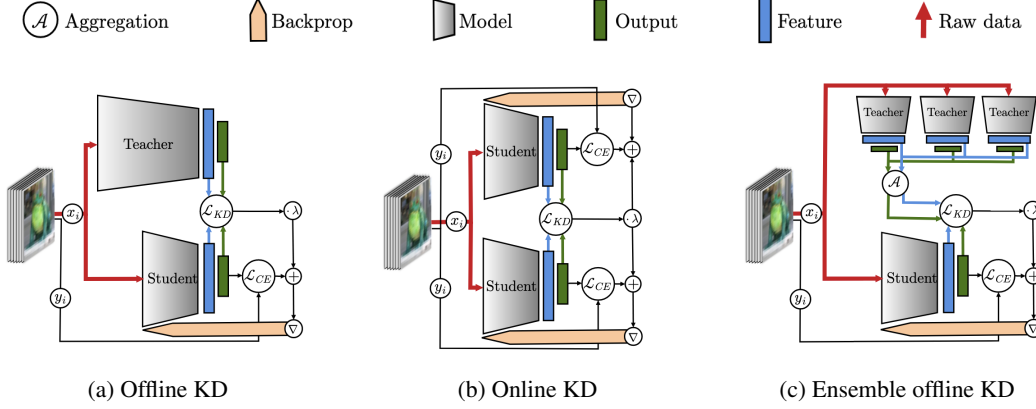 𝒜 Aggregation Backprop Model Output Feature Raw data
Teacher
x_i
ℒ_KD
·λ
Student
ℒ_CE
+
y_i
∇
(a) Offline KD
∇
Student
y_i
ℒ_CE
+
x_i
ℒ_KD
·λ
Student
y_i
ℒ_CE
+
∇
(b) Online KD
Teacher Teacher Teacher
𝒜
x_i
ℒ_KD
·λ
Student
ℒ_CE
+
y_i
∇
(c) Ensemble offline KD